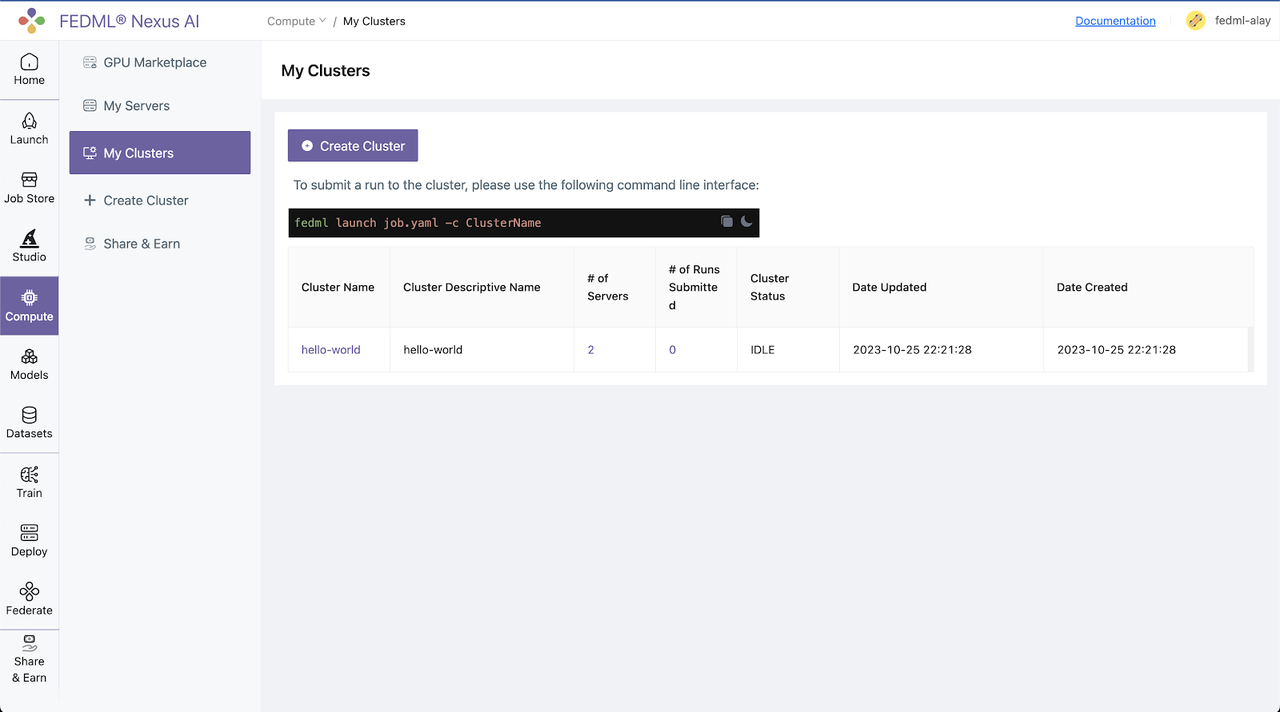 FEDML® Nexus AI
Compute / My Clusters
Documentation
fedml-alay
Home
Launch
Job Store
Studio
Compute
Models
Datasets
Train
Deploy
Federate
Share
& Earn
GPU Marketplace
My Servers
My Clusters
Create Cluster
Share & Earn
My Clusters
Create Cluster
To submit a run to the cluster, please use the following command line interface:
fedml launch job.yaml -c ClusterName
Cluster Name
Cluster Descriptive Name
# of
Servers
# of Runs
Submitte
d
Cluster
Status
Date Updated
Date Created
hello-world
hello-world
2
0
IDLE
2023-10-25 22:21:28
2023-10-25 22:21:28